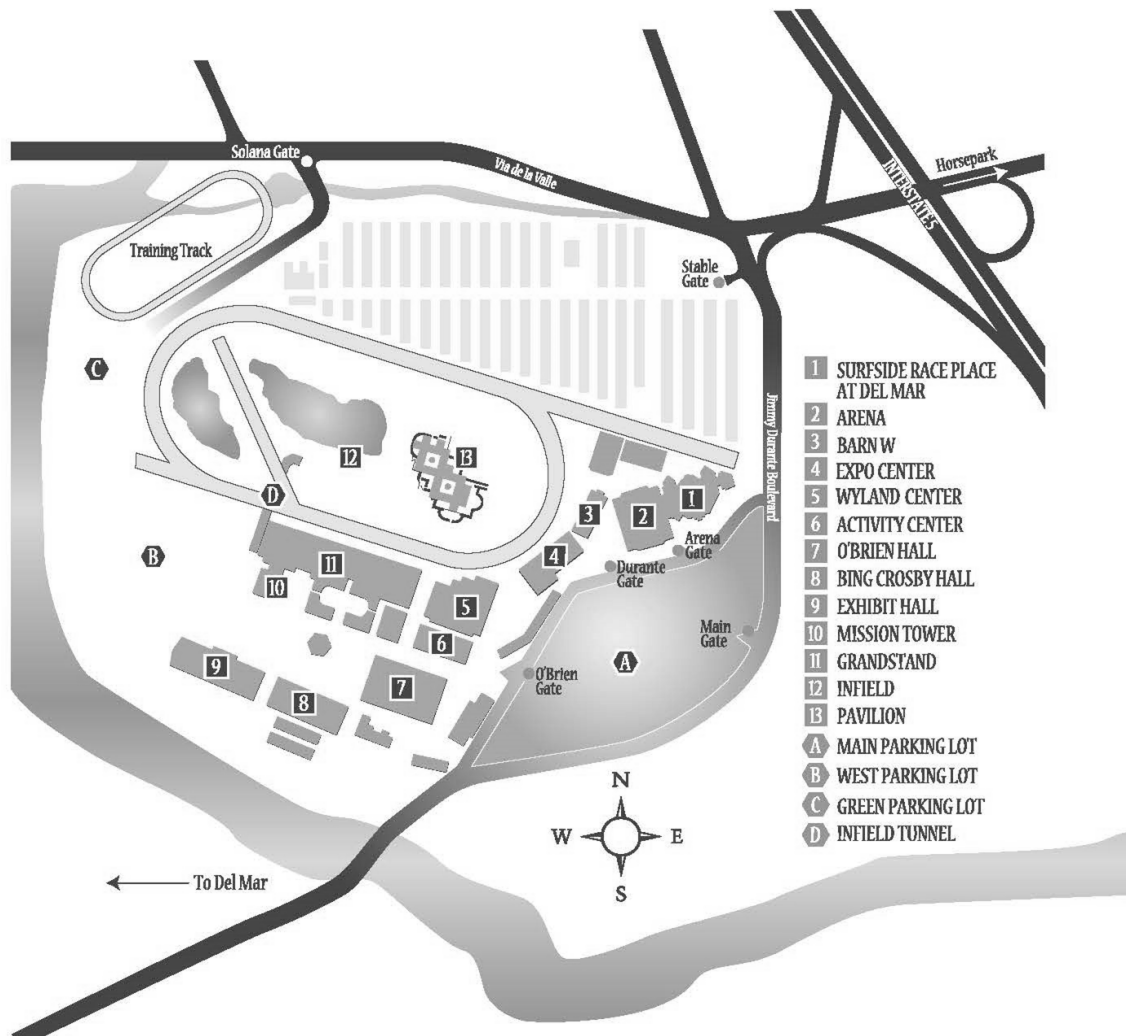 Solana Gate
Via de la Valle
Horsepark
INTERSTATE 5
Training Track
Stable
Gate
Jimmy Durante Boulevard
C
12
13
D
B
11
10
3
2
1
4
Arena
Gate
Durante
Gate
5
6
Main
Gate
A
O'Brien
Gate
9
8
7
N
W
E
S
To Del Mar
1 SURFSIDE RACE PLACE
AT DEL MAR
2 ARENA
3 BARN W
4 EXPO CENTER
5 WYLAND CENTER
6 ACTIVITY CENTER
7 O'BRIEN HALL
8 BING CROSBY HALL
9 EXHIBIT HALL
10 MISSION TOWER
11 GRANDSTAND
12 INFIELD
13 PAVILION
A MAIN PARKING LOT
B WEST PARKING LOT
C GREEN PARKING LOT
D INFIELD TUNNEL